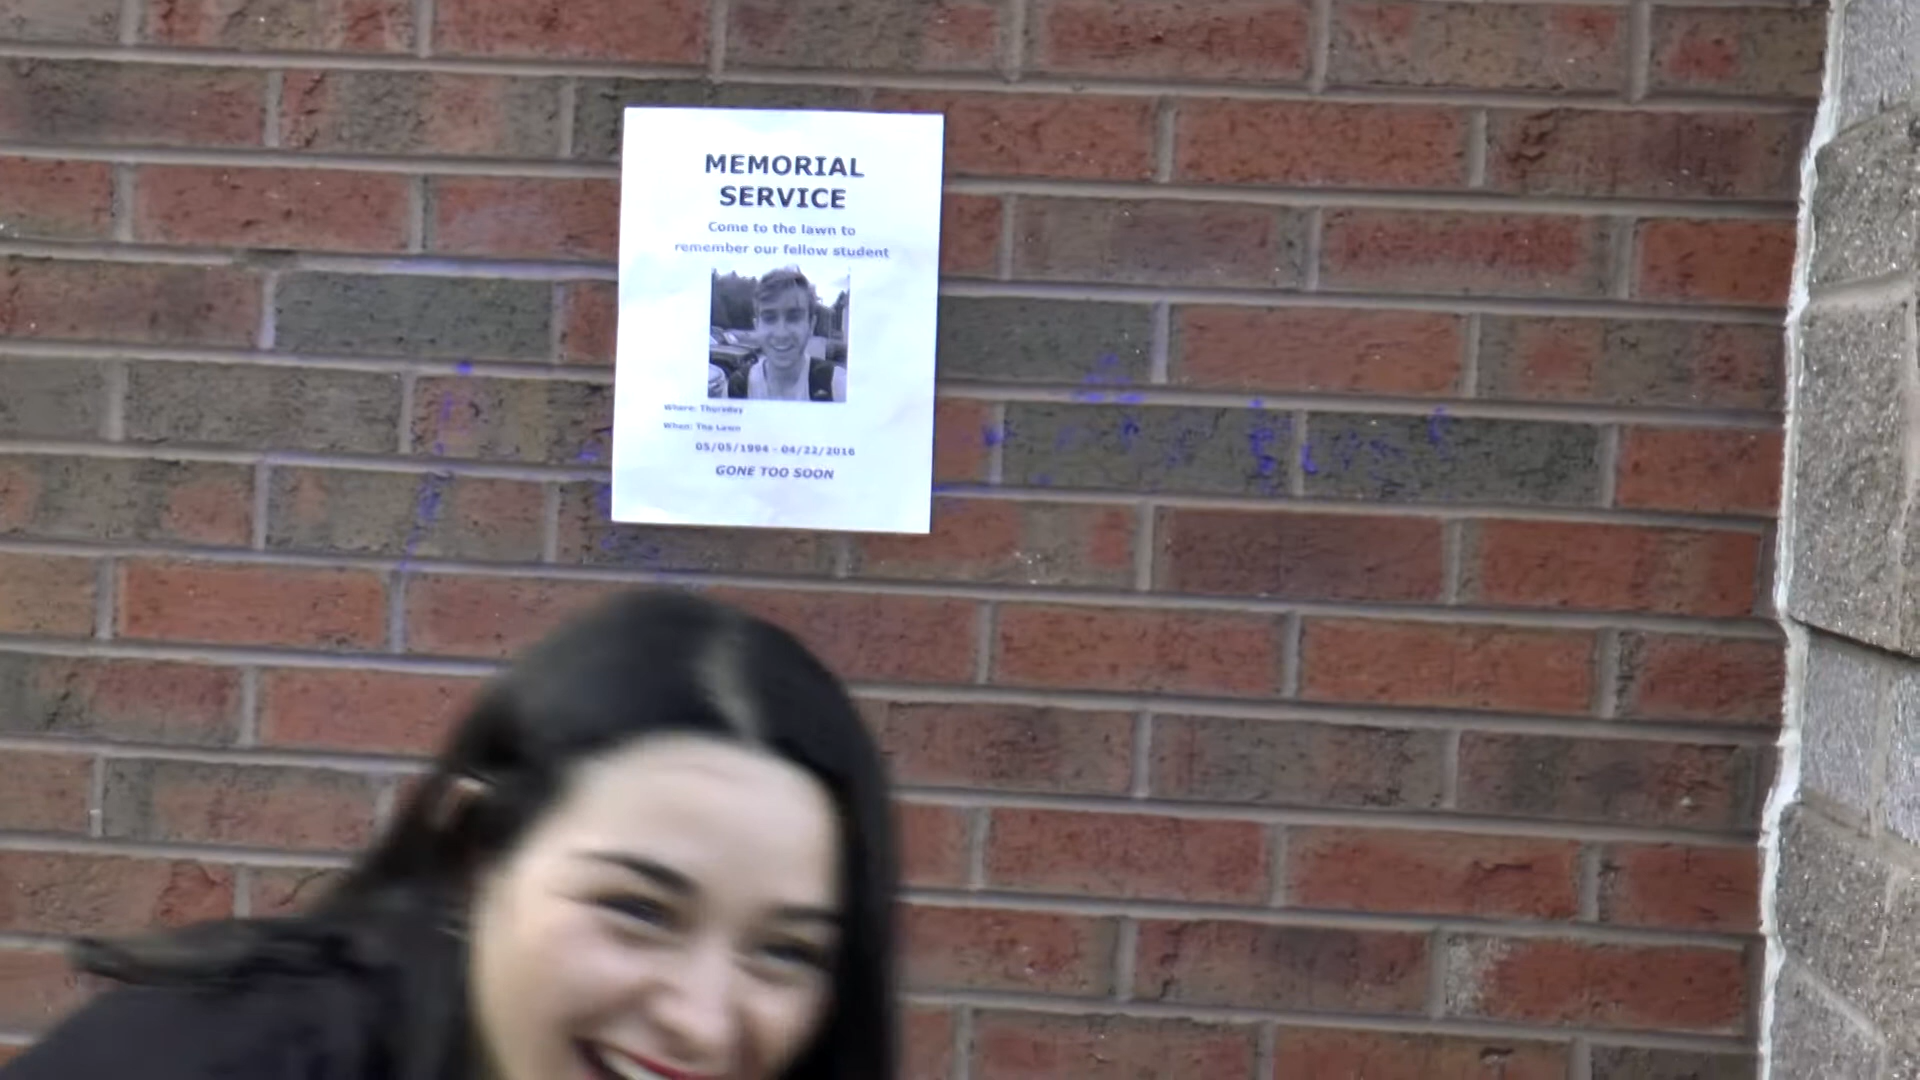 MEMORIAL
SERVICE
Come to the lawn to
remember our fellow student
Where: Thursday
When: The Lawn
05/05/1994 - 04/22/2016
GONE TOO SOON